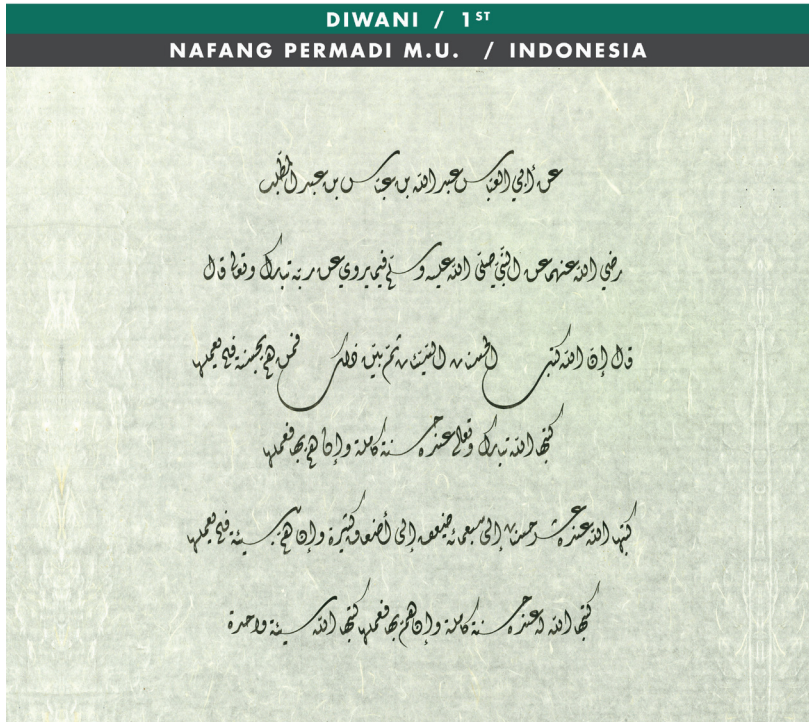 DIWANI / 1ST
NAFANG PERMADI M.U. / INDONESIA
عن أبي العباس عبد الله بن عباس بن عبد المطلب
رضي الله عنهما عن النبي صلى الله عليه وسلم فيما يروي عن ربه تبارك وتعالى قال
قال إن الله كتب الحسنات والسيئات ثم بين ذلك فمن هم بحسنة فلم يعملها
كتبها الله تبارك وتعالى عنده حسنة كاملة وإن هم بها فعملها
كتبها الله عنده عشر حسنات إلى سبعمائة ضعف إلى أضعاف كثيرة وإن هم بسيئة فلم يعملها
كتبها الله له عنده حسنة كاملة وإن هم بها فعملها كتبها الله سيئة واحدة